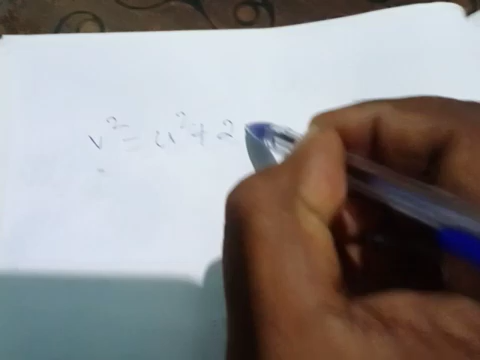 v² = u² + 2